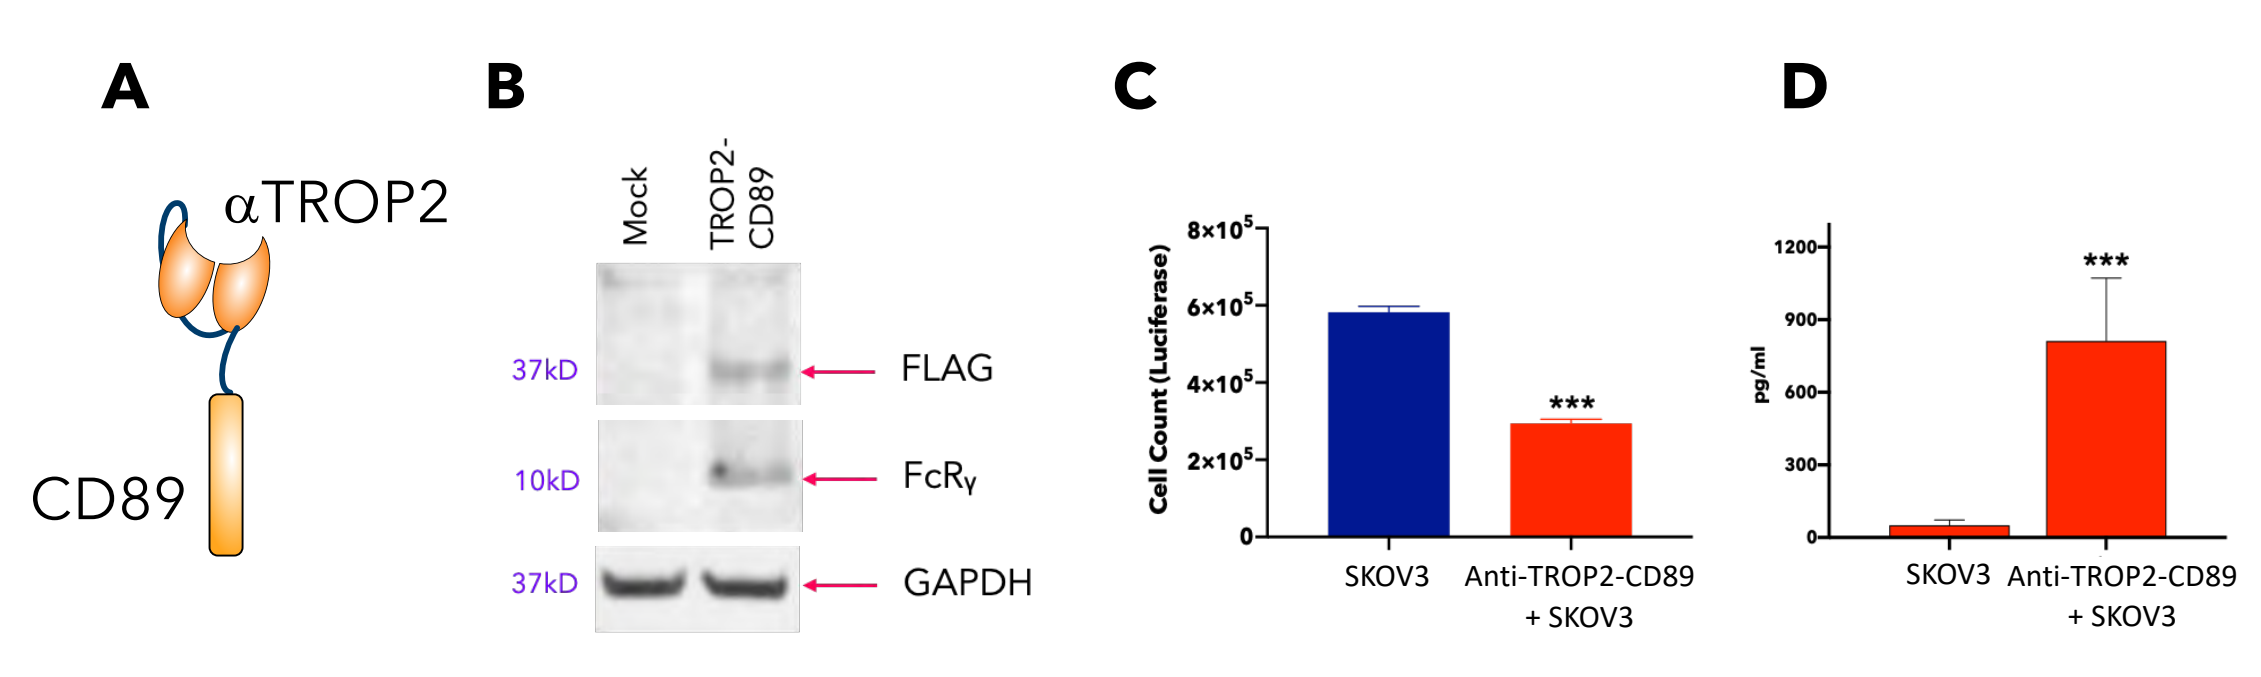 A
αTROP2
CD89
B
Mock
TROP2-
CD89
37kD
FLAG
10kD
FcRγ
37kD
GAPDH
C
Cell Count (Luciferase)
8×10⁵
6×10⁵
4×10⁵
2×10⁵
0
***
SKOV3
Anti-TROP2-CD89
+ SKOV3
D
pg/ml
1200
900
600
300
0
***
SKOV3
Anti-TROP2-CD89
+ SKOV3